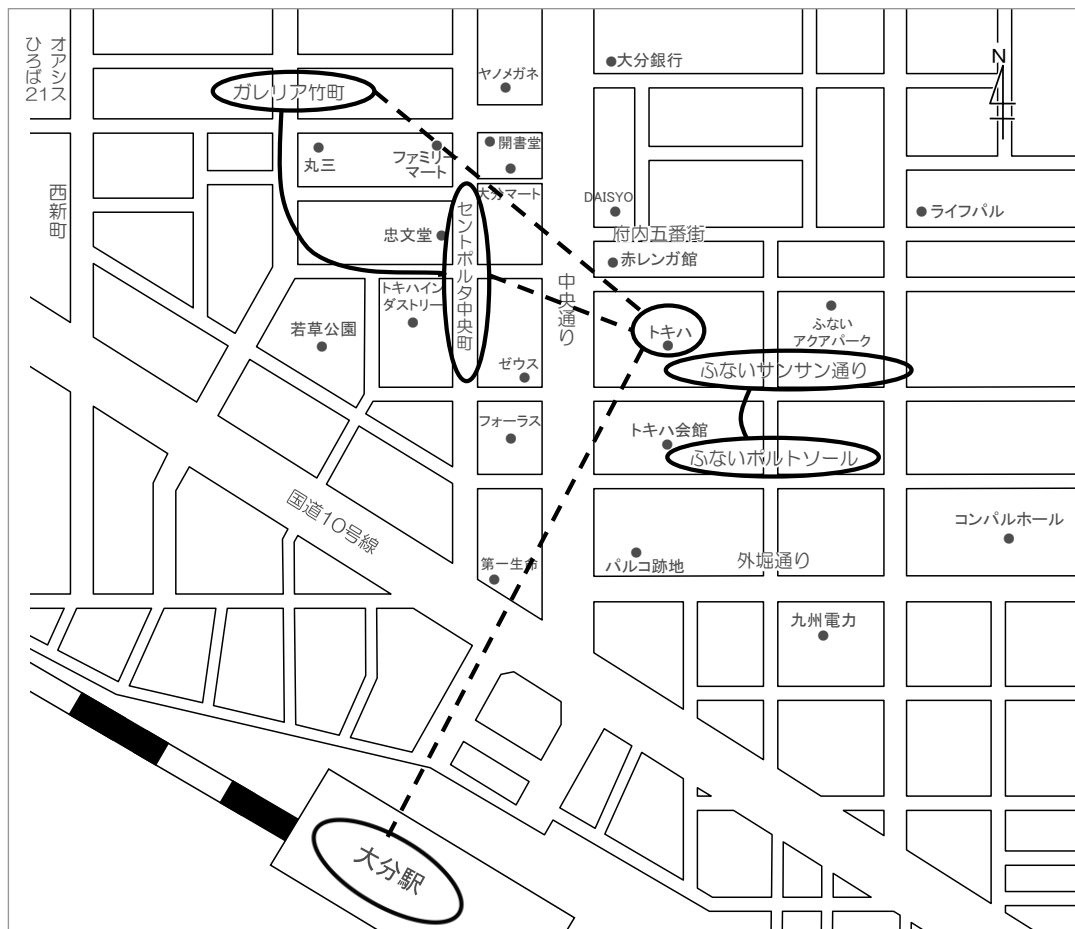 オアシス
ひろば21
ガレリア竹町
ヤノメガネ
大分銀行
N
丸三
ファミリー
マート
開書堂
大分マート
西新町
セントポルタ中央町
忠文堂
DAISYO
ライフパル
府内五番街
赤レンガ館
トキハイン
ダストリー
中央通り
若草公園
トキハ
ふない
アクアパーク
ゼウス
ふないサンサン通り
フォーラス
トキハ会館
ふないポルトソール
国道10号線
第一生命
パルコ跡地
外堀通り
コンパルホール
九州電力
大分駅